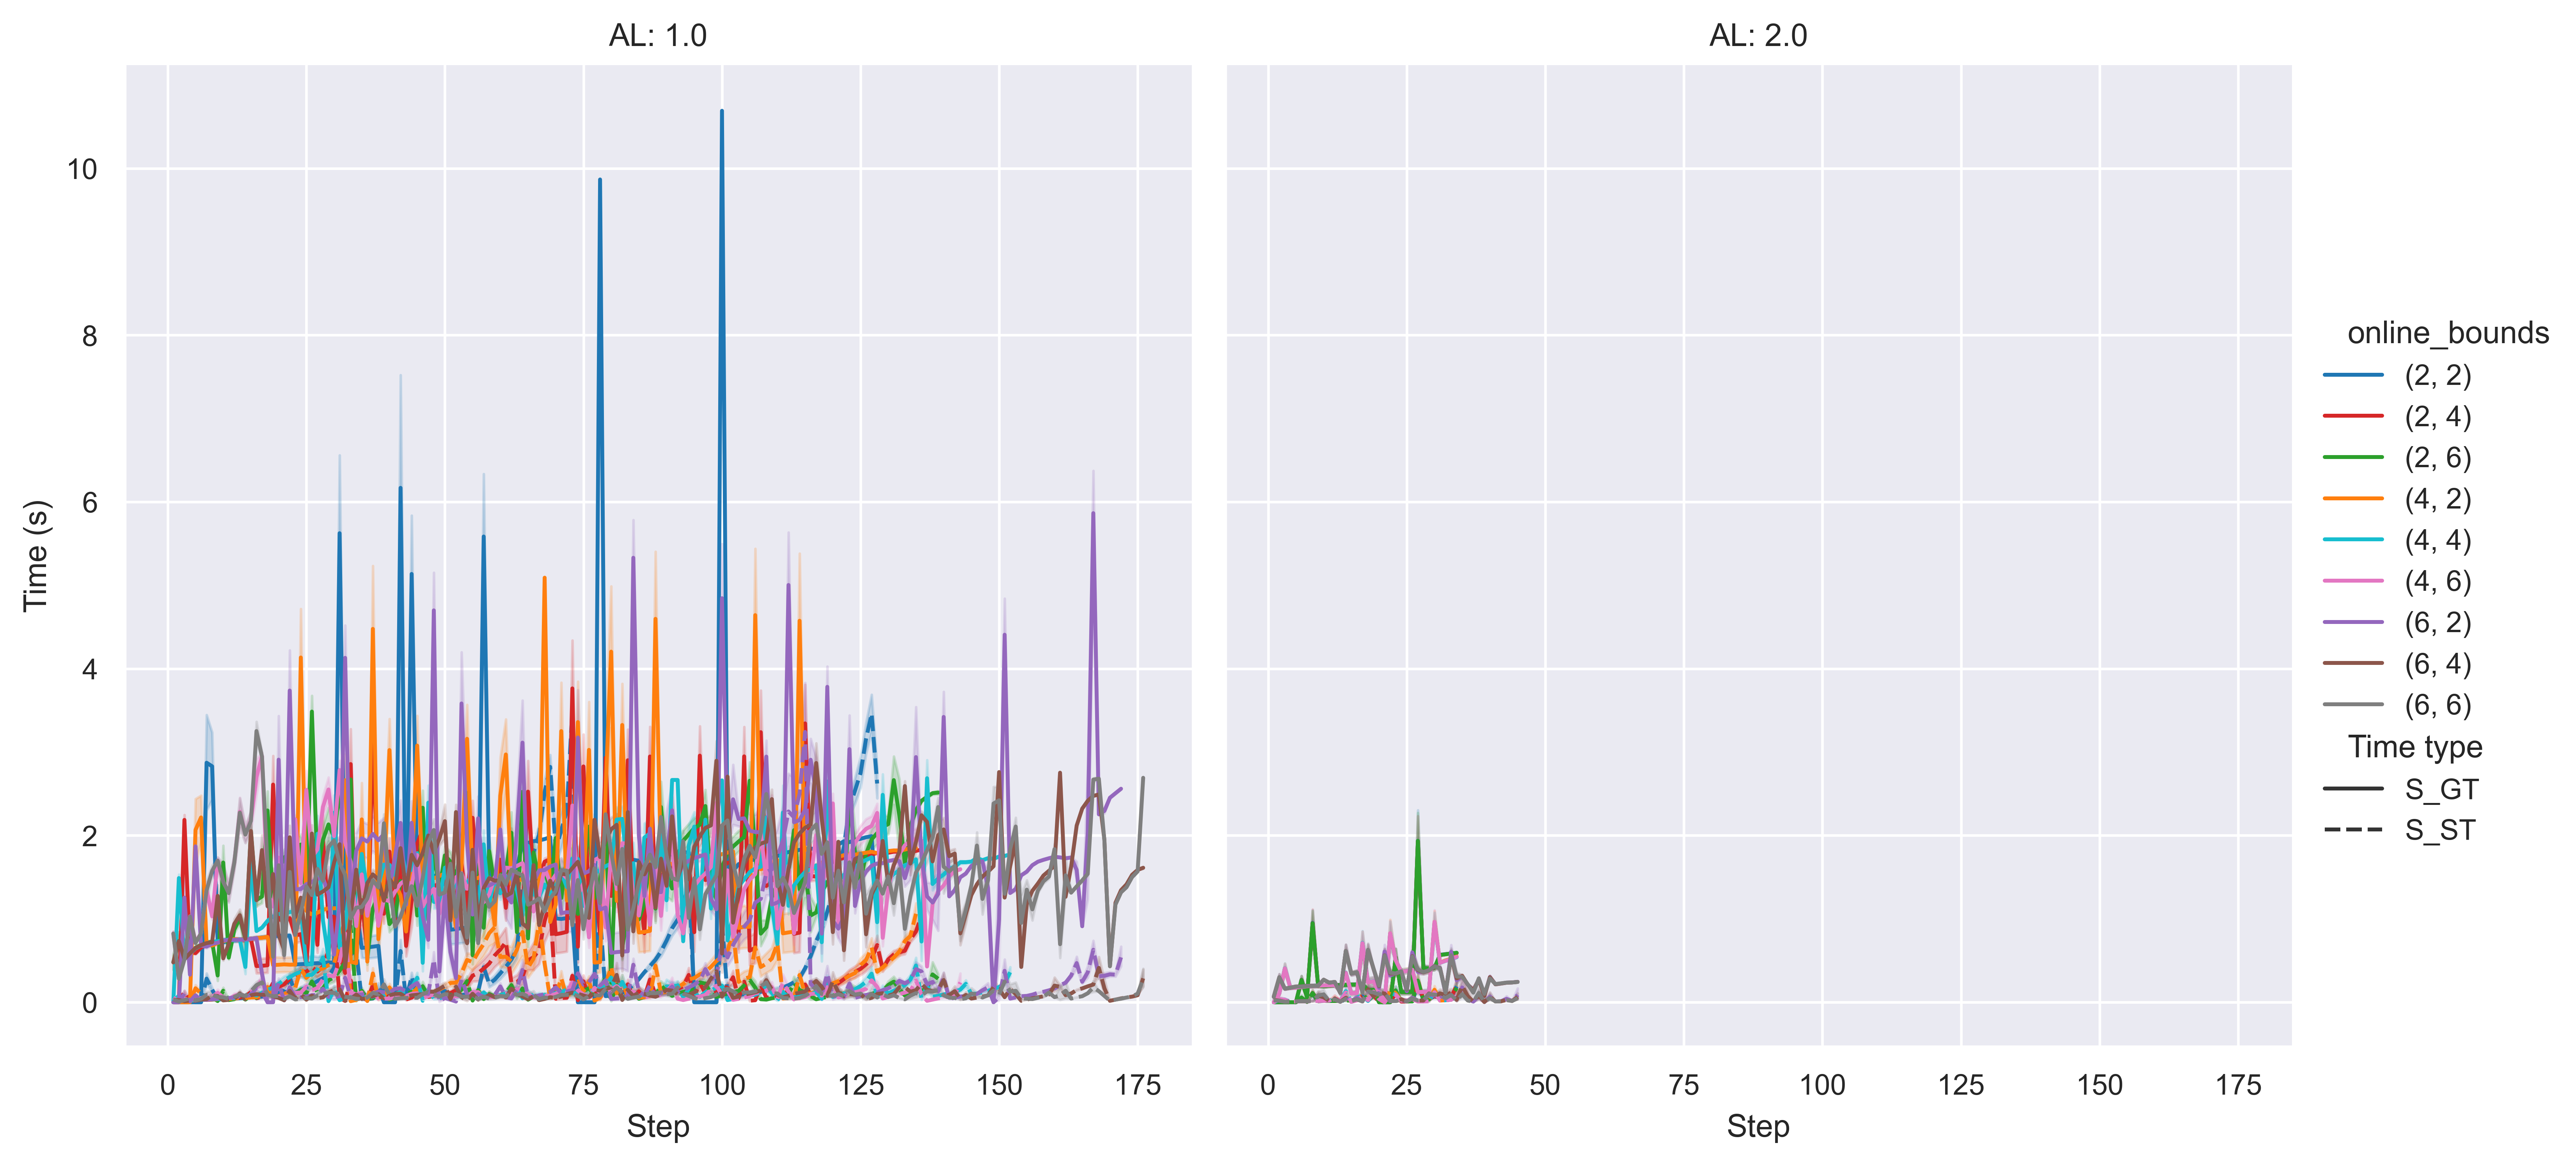 AL: 1.0
AL: 2.0
Time (s)
10
8
6
4
2
0
0 25 50 75 100 125 150 175
0 25 50 75 100 125 150 175
Step
Step
online_bounds
(2, 2)
(2, 4)
(2, 6)
(4, 2)
(4, 4)
(4, 6)
(6, 2)
(6, 4)
(6, 6)
Time type
S_GT
S_ST